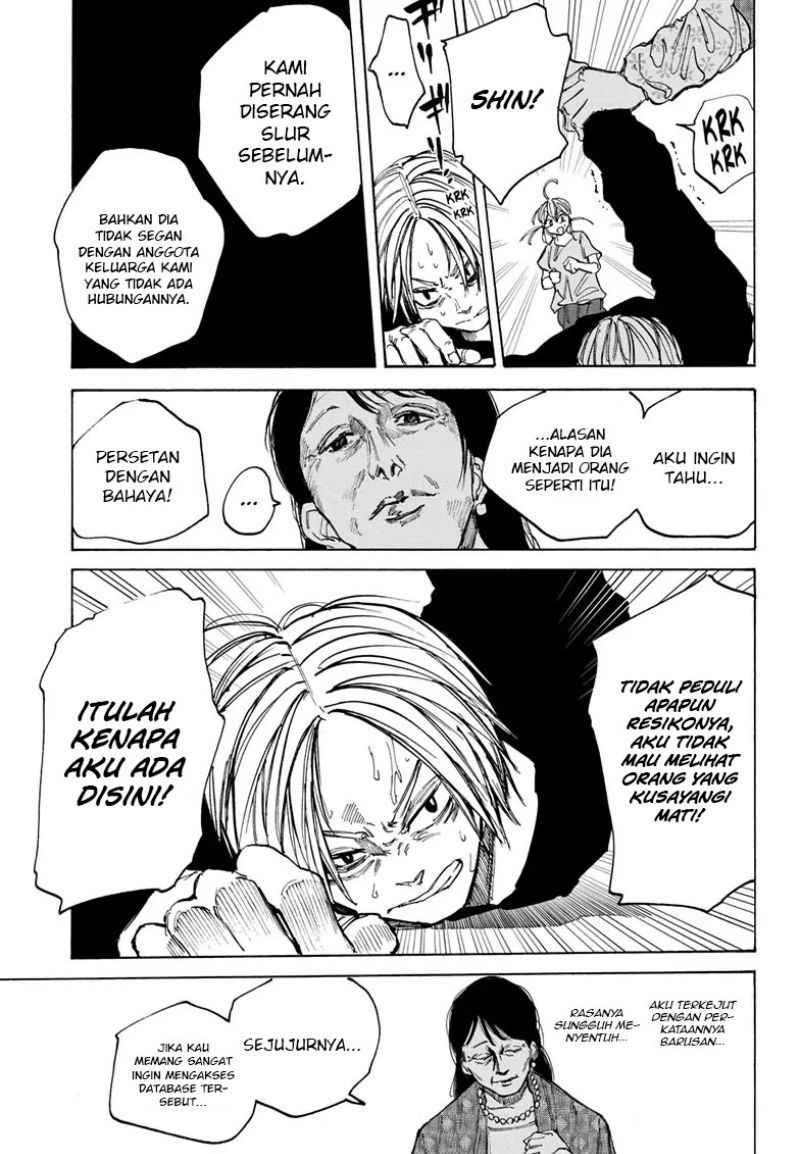 SHIN!
KRK
KRK
...
KRK
KRK
KAMI
PERNAH
DISERANG
SLUR
SEBELUM-
NYA.
BAHKAN DIA
TIDAK SEGAN
DENGAN ANGGOTA
KELUARGA KAMI
YANG TIDAK ADA
HUBUNGANNYA.
AKU INGIN
TAHU...
...ALASAN
KENAPA DIA
MENJADI ORANG
SEPERTI ITU!
...
PERSETAN
DENGAN
BAHAYA!
TIDAK PEDULI
APAPUN
RESIKONYA,
AKU TIDAK
MAU MELIHAT
ORANG YANG
KUSAYANGI
MATI!
ITULAH
KENAPA
AKU ADA
DISINI!
AKU TERKEJUT
DENGAN PER-
KATAANNYA
BARUSAN...
RASANYA
SUNGGUH ME-
NYENTUH...
SEJUJURNYA...
JIKA KAU
MEMANG SANGAT
INGIN MENGAKSES
DATABASE TER-
SEBUT...